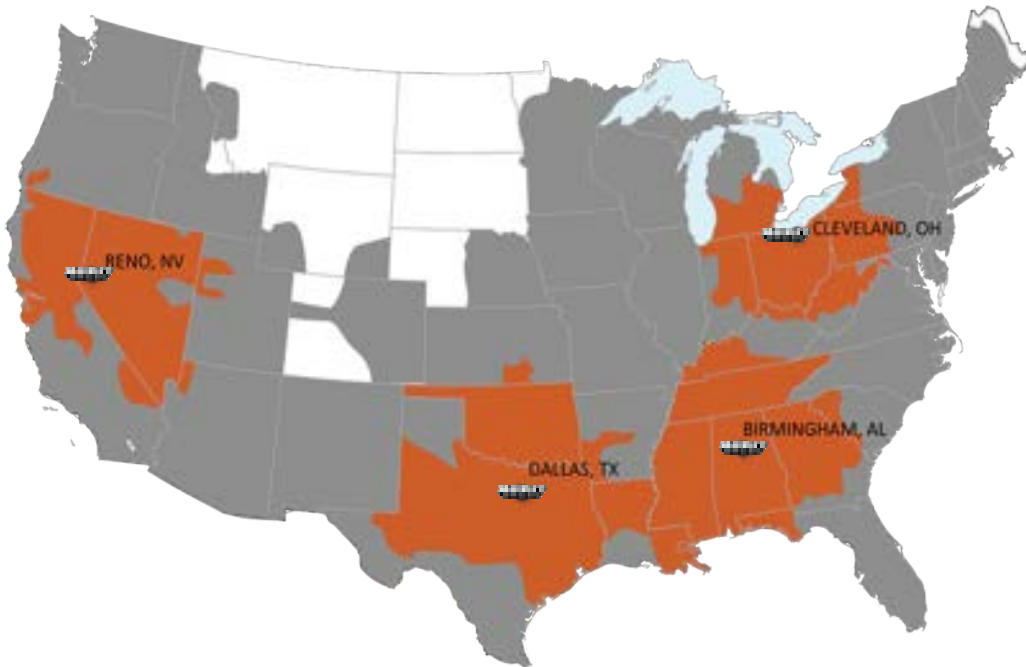 CLEVELAND, OH
RENO, NV
BIRMINGHAM, AL
DALLAS, TX